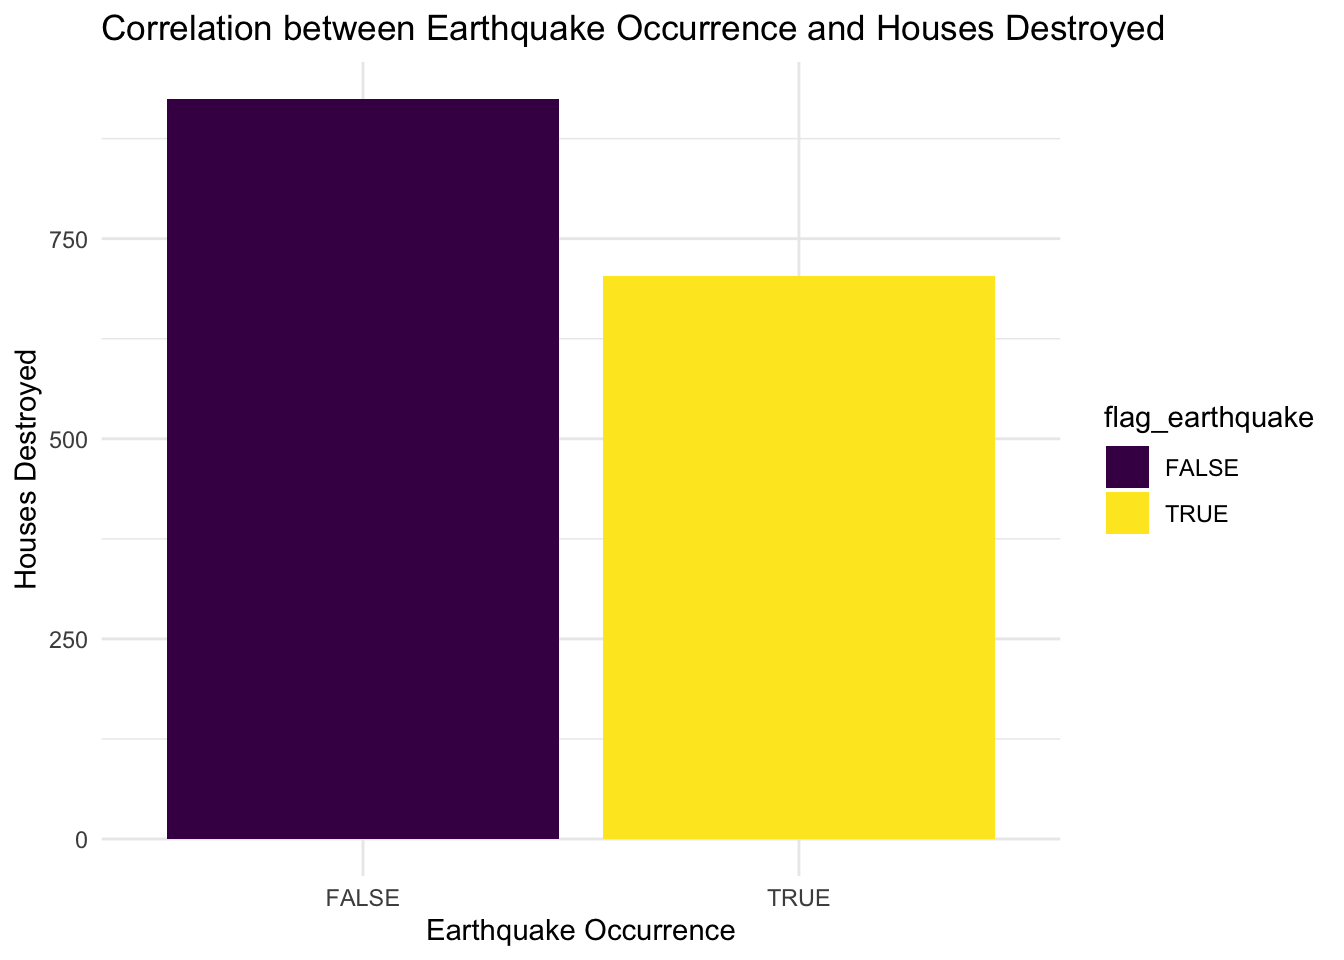 Correlation between Earthquake Occurrence and Houses Destroyed
Houses Destroyed
750
500
250
0
FALSE
TRUE
Earthquake Occurrence
flag_earthquake
FALSE
TRUE